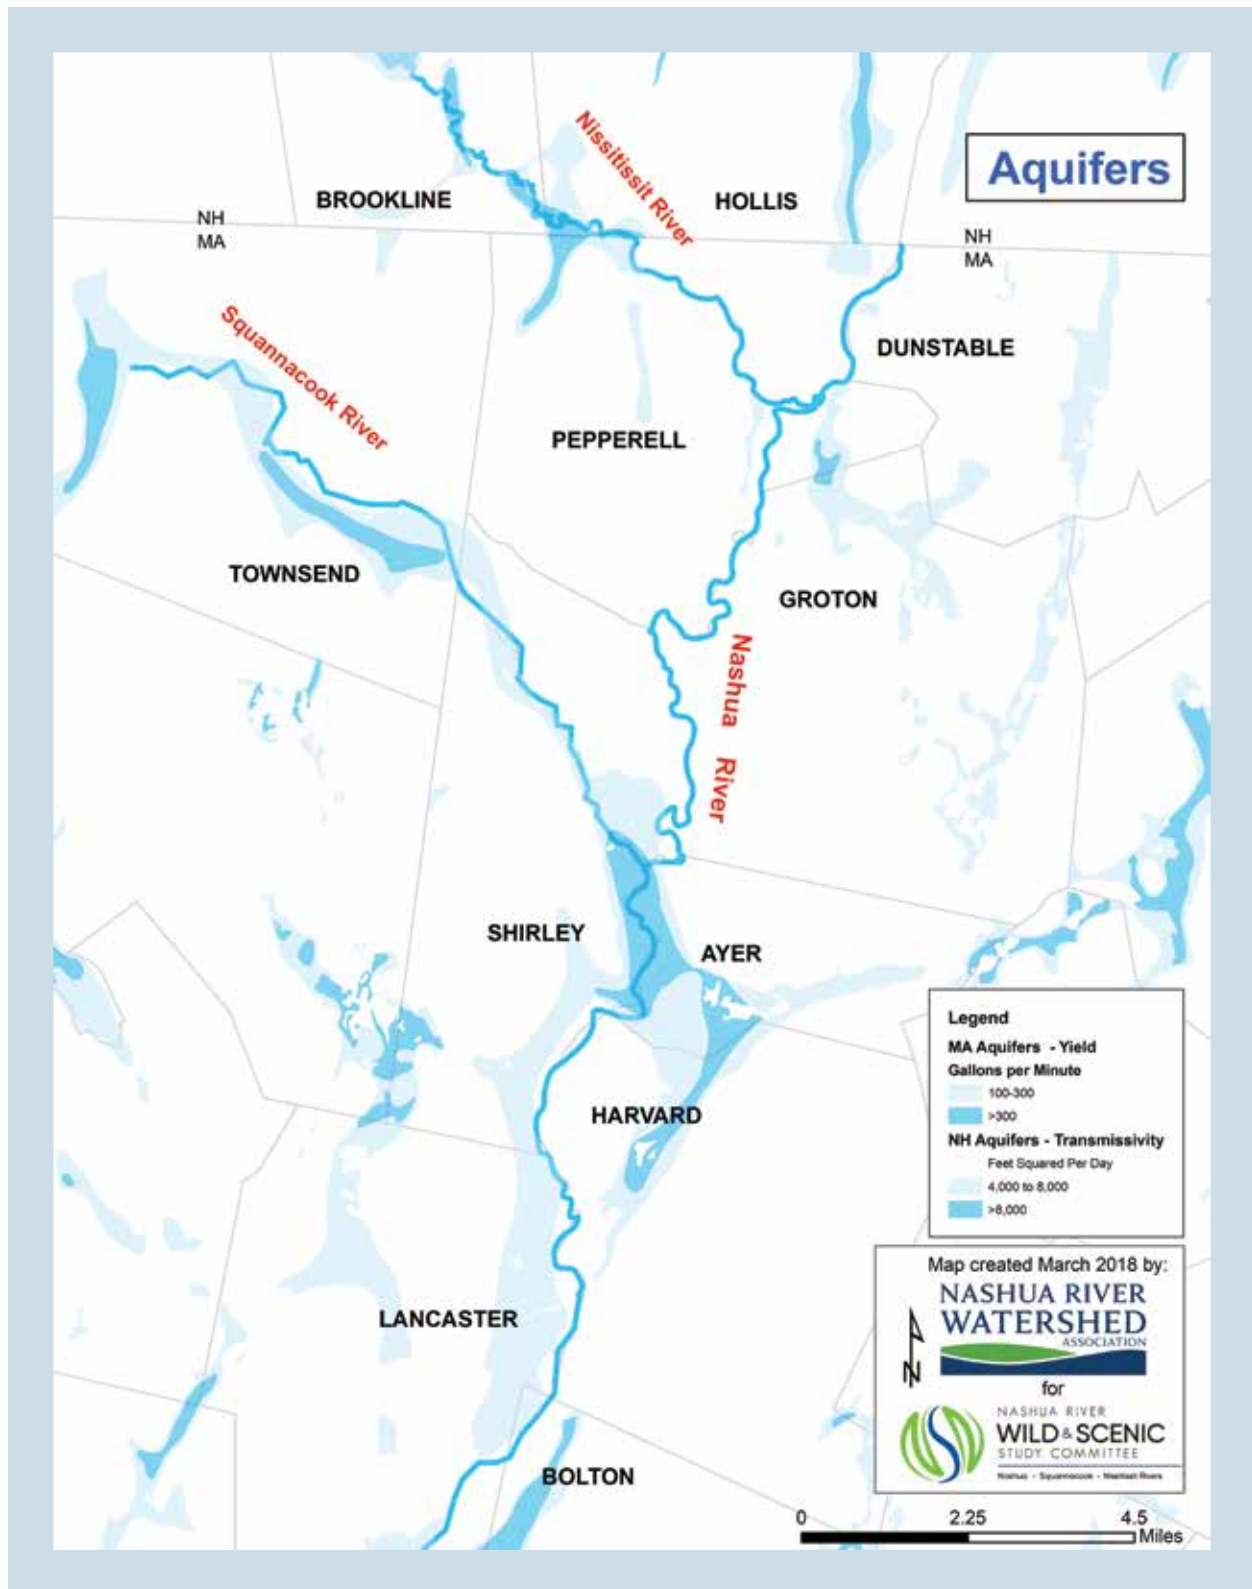 Aquifers
Nissitissit River
BROOKLINE
HOLLIS
NH
MA
NH
MA
Squannacook River
DUNSTABLE
PEPPERELL
TOWNSEND
GROTON
Nashua River
SHIRLEY
AYER
HARVARD
LANCASTER
BOLTON
Legend
MA Aquifers - Yield
Gallons per Minute
100-300
>300
NH Aquifers - Transmissivity
Feet Squared Per Day
4,000 to 8,000
>8,000
Map created March 2018 by:
NASHUA RIVER
WATERSHED
ASSOCIATION
for
NASHUA RIVER
WILD & SCENIC
STUDY COMMITTEE
Nashua - Squannacook - Rivers
N
0 2.25 4.5
Miles